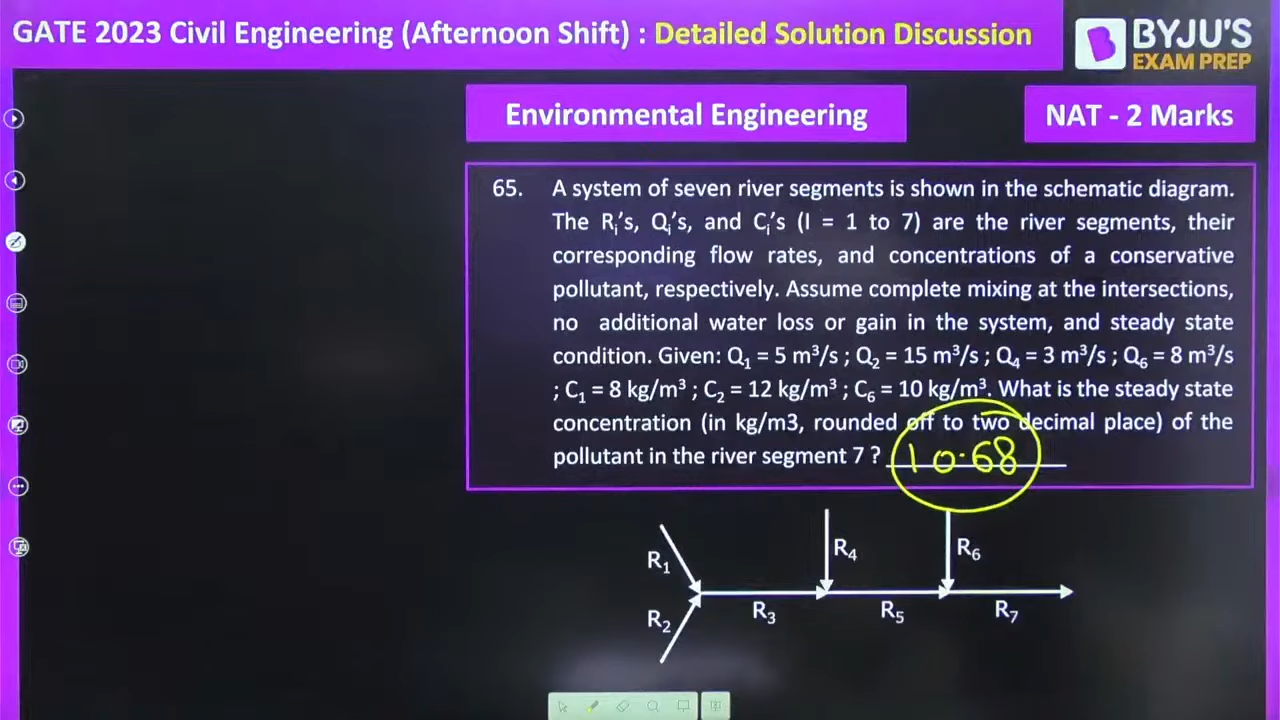 GATE 2023 Civil Engineering (Afternoon Shift) : Detailed Solution Discussion
BYJU'S
EXAM PREP
Environmental Engineering
NAT - 2 Marks
65. A system of seven river segments is shown in the schematic diagram.
The Rᵢ's, Qᵢ's, and Cᵢ's (I = 1 to 7) are the river segments, their
corresponding flow rates, and concentrations of a conservative
pollutant, respectively. Assume complete mixing at the intersections,
no additional water loss or gain in the system, and steady state
condition. Given: Q₁ = 5 m³/s ; Q₂ = 15 m³/s ; Q₄ = 3 m³/s ; Q₆ = 8 m³/s
; C₁ = 8 kg/m³ ; C₂ = 12 kg/m³ ; C₆ = 10 kg/m³. What is the steady state
concentration (in kg/m3, rounded off to two decimal place) of the
pollutant in the river segment 7 ? 10.68
R₁
R₄
R₆
R₂
R₃
R₅
R₇